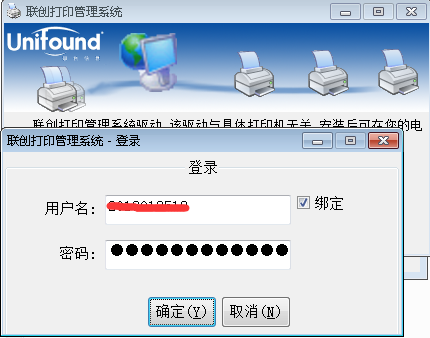 联创打印管理系统
Unifound
联创打印管理系统驱动,该驱动与具体打印机无关,安装后可在您的电
联创打印管理系统 - 登录
登录
用户名:
绑定
密码:
确定(Y)
取消(N)